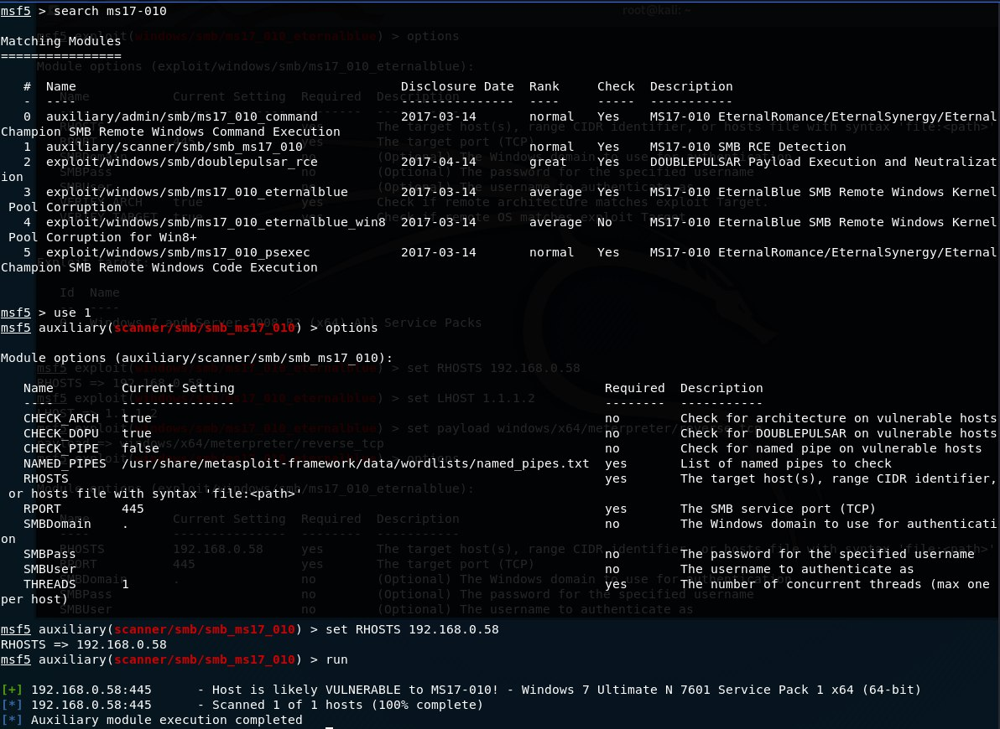 msf5 > search ms17-010
Matching Modules
================
# Name Disclosure Date Rank Check Description
- ---- --------------- ---- ----- -----------
0 auxiliary/admin/smb/ms17_010_command 2017-03-14 normal Yes MS17-010 EternalRomance/EternalSynergy/Eternal
Champion SMB Remote Windows Command Execution
1 auxiliary/scanner/smb/smb_ms17_010 normal Yes MS17-010 SMB RCE Detection
2 exploit/windows/smb/doublepulsar_rce 2017-04-14 great Yes DOUBLEPULSAR Payload Execution and Neutralizat
ion
3 exploit/windows/smb/ms17_010_eternalblue 2017-03-14 average Yes MS17-010 EternalBlue SMB Remote Windows Kernel
Pool Corruption
4 exploit/windows/smb/ms17_010_eternalblue_win8 2017-03-14 average No MS17-010 EternalBlue SMB Remote Windows Kernel
Pool Corruption for Win8+
5 exploit/windows/smb/ms17_010_psexec 2017-03-14 normal Yes MS17-010 EternalRomance/EternalSynergy/Eternal
Champion SMB Remote Windows Code Execution
msf5 > use 1
msf5 auxiliary(scanner/smb/smb_ms17_010) > options
Module options (auxiliary/scanner/smb/smb_ms17_010):
Name Current Setting Required Description
---- --------------- -------- -----------
CHECK_ARCH true no Check for architecture on vulnerable hosts
CHECK_DOPU true no Check for DOUBLEPULSAR on vulnerable hosts
CHECK_PIPE false no Check for named pipe on vulnerable hosts
NAMED_PIPES /usr/share/metasploit-framework/data/wordlists/named_pipes.txt yes List of named pipes to check
RHOSTS yes The target host(s), range CIDR identifier,
or hosts file with syntax 'file:<path>'
RPORT 445 yes The SMB service port (TCP)
SMBDomain . no The Windows domain to use for authenticati
on
SMBPass no The password for the specified username
SMBUser no The username to authenticate as
THREADS 1 yes The number of concurrent threads (max one
per host)
msf5 auxiliary(scanner/smb/smb_ms17_010) > set RHOSTS 192.168.0.58
RHOSTS => 192.168.0.58
msf5 auxiliary(scanner/smb/smb_ms17_010) > run
[+] 192.168.0.58:445 - Host is likely VULNERABLE to MS17-010! - Windows 7 Ultimate N 7601 Service Pack 1 x64 (64-bit)
[*] 192.168.0.58:445 - Scanned 1 of 1 hosts (100% complete)
[*] Auxiliary module execution completed